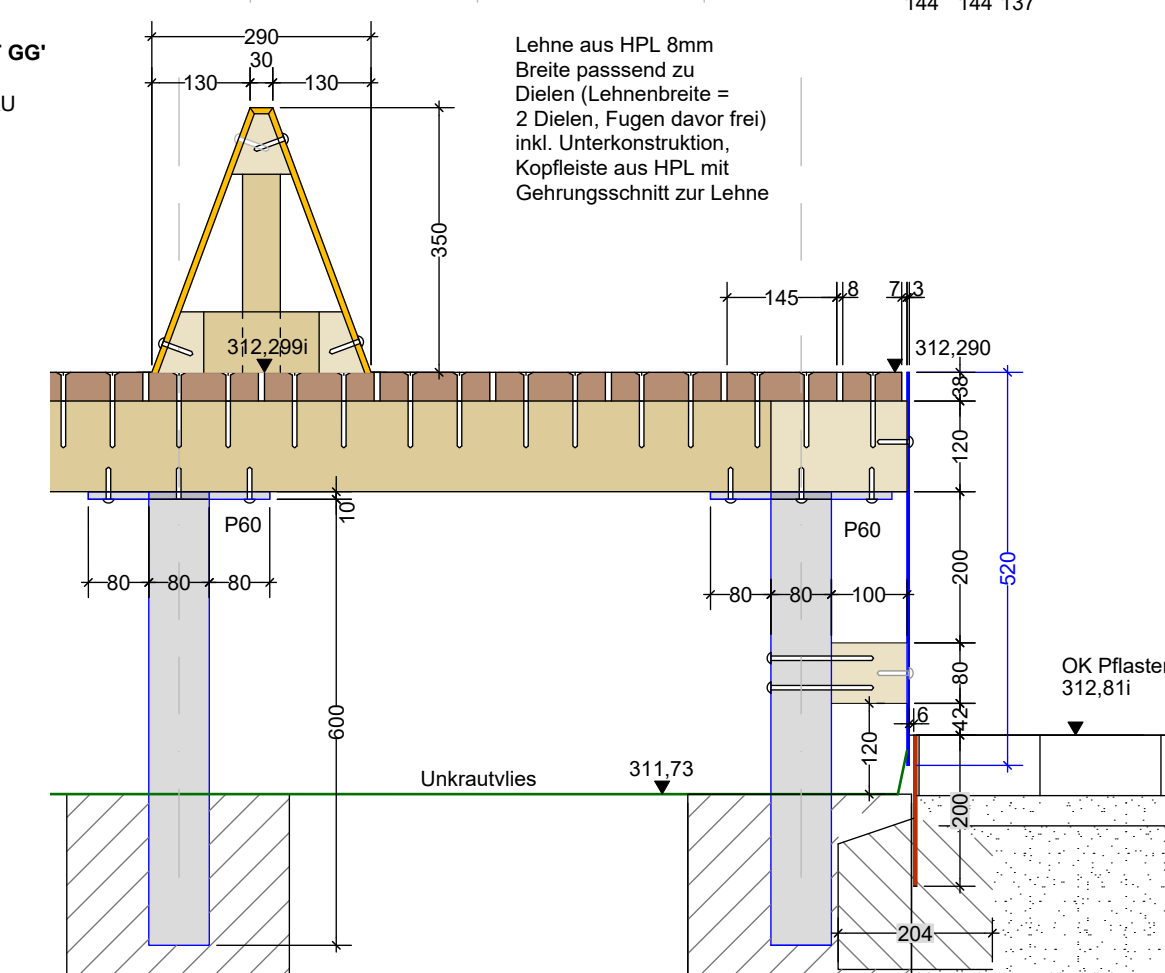 144 144 137
GG'
U
290
30
130 130
Lehne aus HPL 8mm
Breite passsend zu
Dielen (Lehnenbreite =
2 Dielen, Fugen davor frei)
inkl. Unterkonstruktion,
Kopfleiste aus HPL mit
Gehrungsschnitt zur Lehne
350
145 8 7 3
312,299i
312,290
38
120
10
P60
P60
80 80 80
80 80 100
200
520
80
OK Pflaster
312,81i
6
42
600
120
Unkrautvlies
311,73
200
204